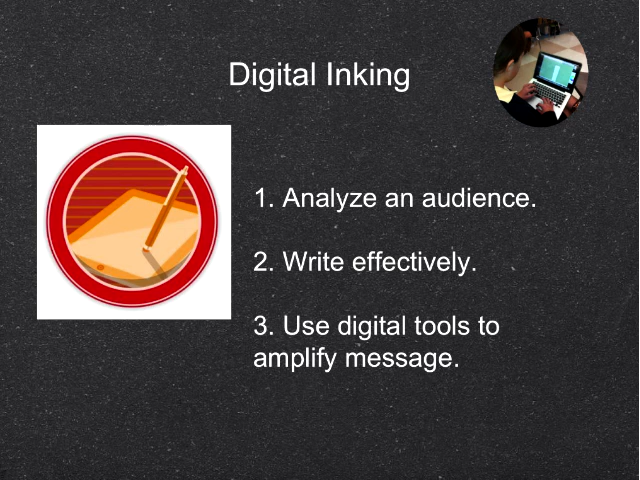 Digital Inking
1. Analyze an audience.
2. Write effectively.
3. Use digital tools to
amplify message.